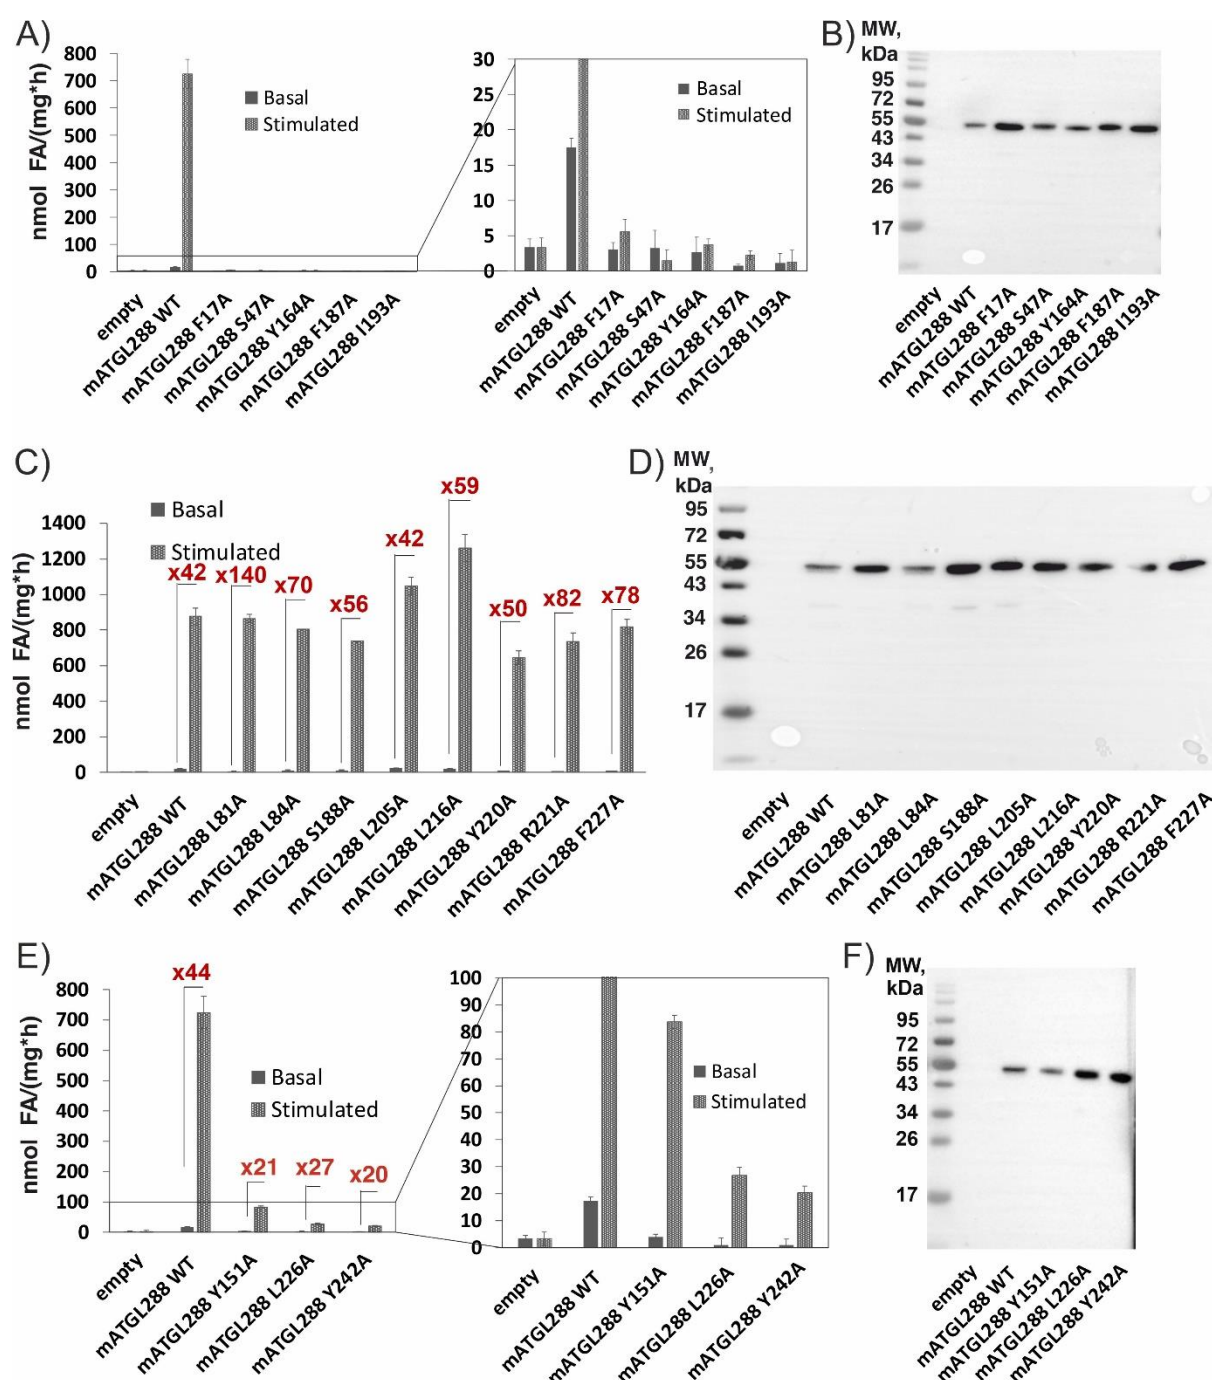 A)
nmol FA/(mg*h)
800
700
600
500
400
300
200
100
0
Basal
Stimulated
empty
mATGL288 WT
mATGL288 F17A
mATGL288 S47A
mATGL288 Y164A
mATGL288 F187A
mATGL288 I193A
30
25
20
15
10
5
0
Basal
Stimulated
empty
mATGL288 WT
mATGL288 F17A
mATGL288 S47A
mATGL288 Y164A
mATGL288 F187A
mATGL288 I193A
B)
MW,
kDa
95
72
55
43
34
26
17
empty
mATGL288 WT
mATGL288 F17A
mATGL288 S47A
mATGL288 Y164A
mATGL288 F187A
mATGL288 I193A
C)
nmol FA/(mg*h)
1400
1200
1000
800
600
400
200
0
Basal
Stimulated
x42
x140
x70
x56
x42
x59
x50
x82
x78
empty
mATGL288 WT
mATGL288 L81A
mATGL288 L84A
mATGL288 S188A
mATGL288 L205A
mATGL288 L216A
mATGL288 Y220A
mATGL288 R221A
mATGL288 F227A
D)
MW,
kDa
95
72
55
43
34
26
17
empty
mATGL288 WT
mATGL288 L81A
mATGL288 L84A
mATGL288 S188A
mATGL288 L205A
mATGL288 L216A
mATGL288 Y220A
mATGL288 R221A
mATGL288 F227A
E)
nmol FA/(mg*h)
800
700
600
500
400
300
200
100
0
x44
Basal
Stimulated
x21
x27
x20
empty
mATGL288 WT
mATGL288 Y151A
mATGL288 L226A
mATGL288 Y242A
100
90
80
70
60
50
40
30
20
10
0
Basal
Stimulated
empty
mATGL288 WT
mATGL288 Y151A
mATGL288 L226A
mATGL288 Y242A
F)
MW,
kDa
95
72
55
43
34
26
17
empty
mATGL288 WT
mATGL288 Y151A
mATGL288 L226A
mATGL288 Y242A